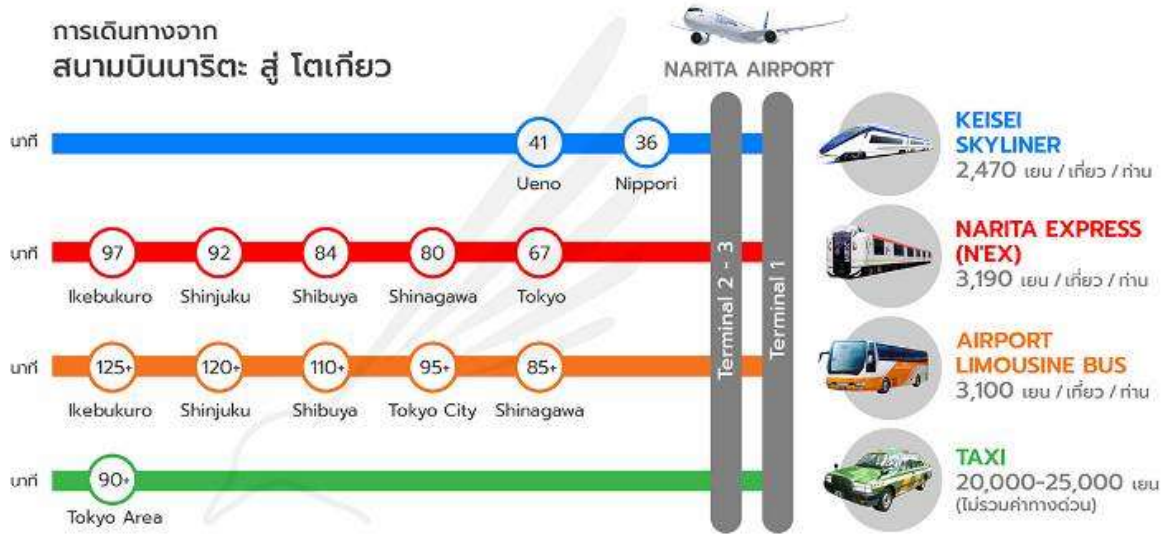 การเดินทางจาก
สนามบินนาริตะ สู่ โตเกียว
NARITA AIRPORT
Terminal 2 - 3
Terminal 1
นาที
41
36
Ueno
Nippori
KEISEI
SKYLINER
2,470 เยน / เที่ยว / ท่าน
นาที
97
92
84
80
67
Ikebukuro
Shinjuku
Shibuya
Shinagawa
Tokyo
NARITA EXPRESS
(N'EX)
3,190 เยน / เที่ยว / ท่าน
นาที
125+
120+
110+
95+
85+
Ikebukuro
Shinjuku
Shibuya
Tokyo City
Shinagawa
AIRPORT
LIMOUSINE BUS
3,100 เยน / เที่ยว / ท่าน
นาที
90+
Tokyo Area
TAXI
20,000-25,000 เยน
(ไม่รวมค่าทางด่วน)